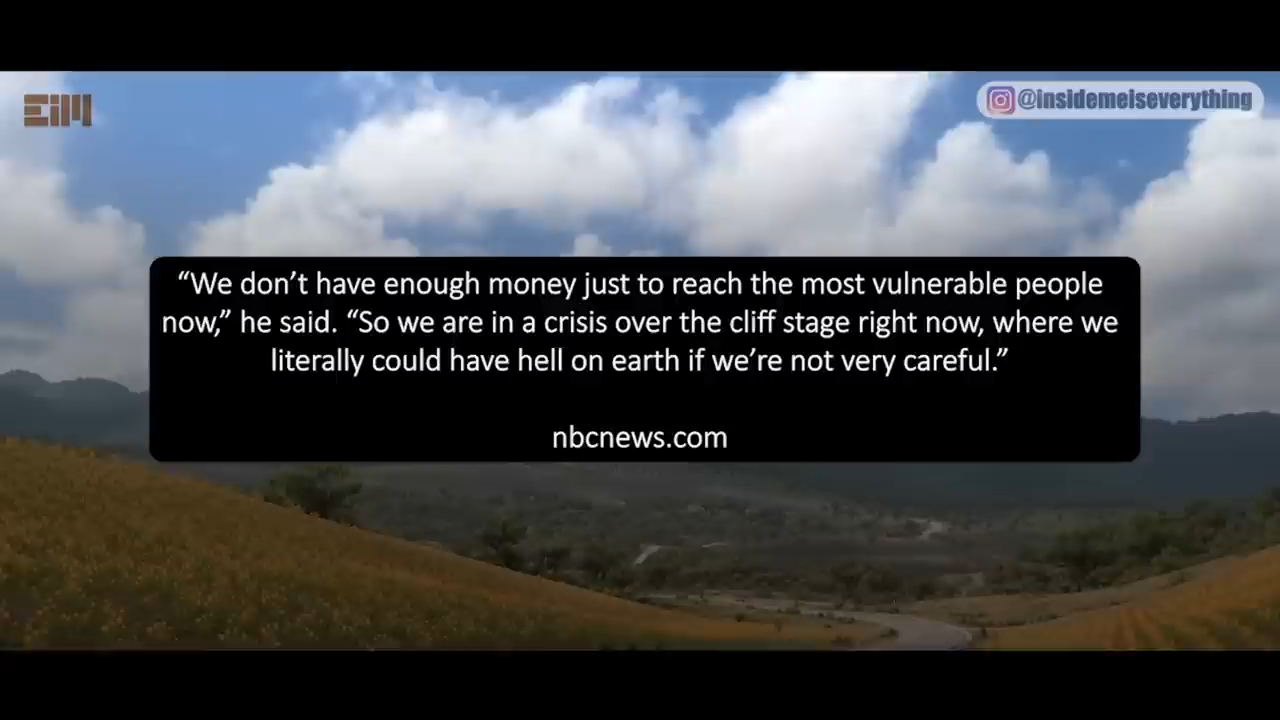 EiM
@insidemeiseverything
“We don’t have enough money just to reach the most vulnerable people
now,” he said. “So we are in a crisis over the cliff stage right now, where we
literally could have hell on earth if we’re not very careful.”
nbcnews.com